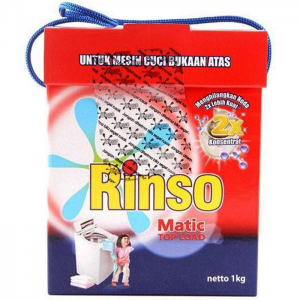 UNTUK MESIN CUCI BUKAAN ATAS
Menghilangkan Noda
2x Lebih Kuat
2x
Konsentrat
Rinso
Matic
TOP LOAD
netto 1kg